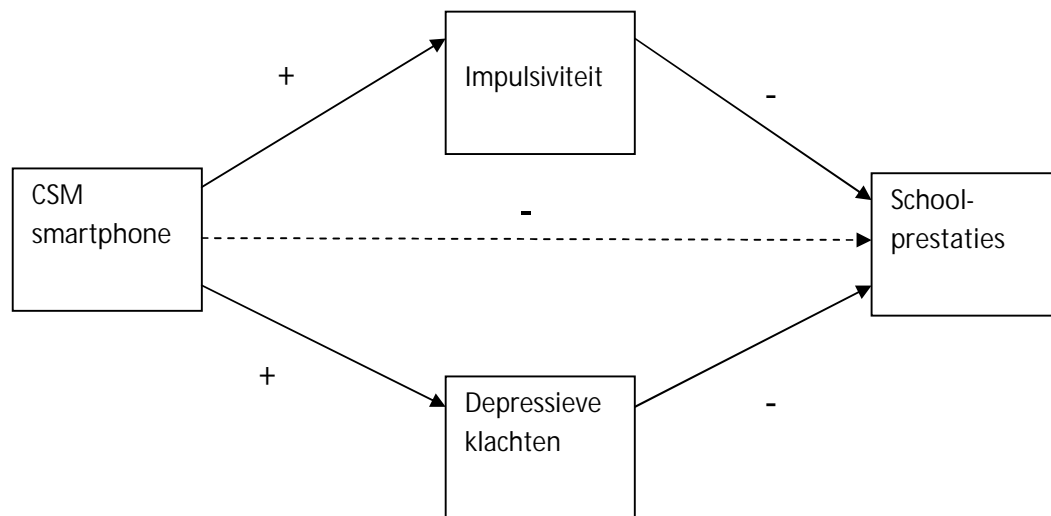 +
Impulsiviteit
-
CSM
smartphone
-
School-
prestaties
+
Depressieve
klachten
-